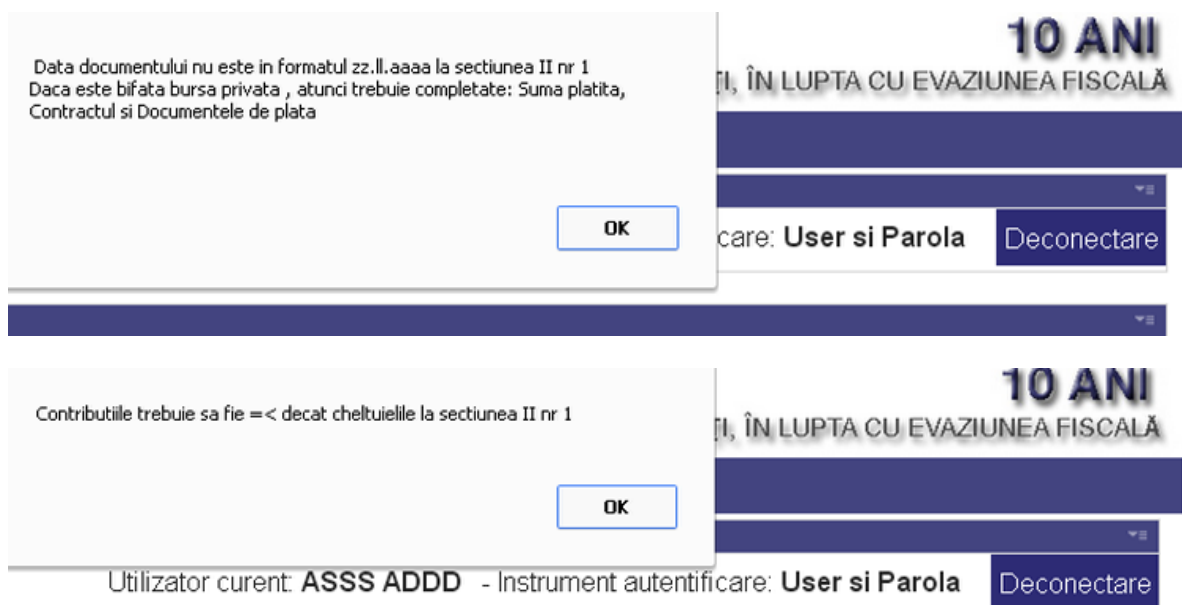 10 ANI
Data documentului nu este in formatul zz.ll.aaaa la sectiunea II nr 1
Daca este bifata bursa privata , atunci trebuie completate: Suma platita,
Contractul si Documentele de plata
ÎN LUPTA CU EVAZIUNEA FISCALĂ
OK
care: User si Parola Deconectare
10 ANI
Contributiile trebuie sa fie =< decat cheltuielile la sectiunea II nr 1
ÎN LUPTA CU EVAZIUNEA FISCALĂ
OK
Utilizator curent: ASSS ADDD - Instrument autentificare: User si Parola Deconectare